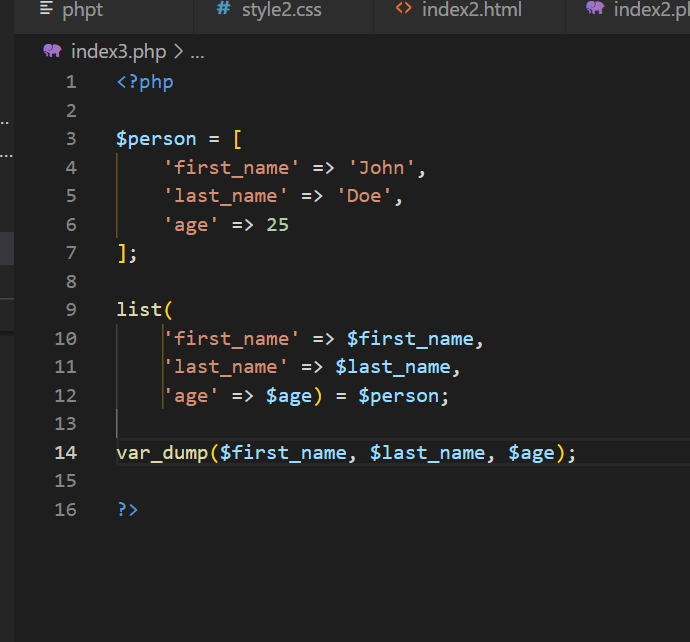 phpt # style2.css <> index2.html index2.pl
index3.php > ...
1 <?php
2
3 $person = [
4     'first_name' => 'John',
5     'last_name' => 'Doe',
6     'age' => 25
7 ];
8
9 list(
10     'first_name' => $first_name,
11     'last_name' => $last_name,
12     'age' => $age) = $person;
13
14 var_dump($first_name, $last_name, $age);
15
16 ?>